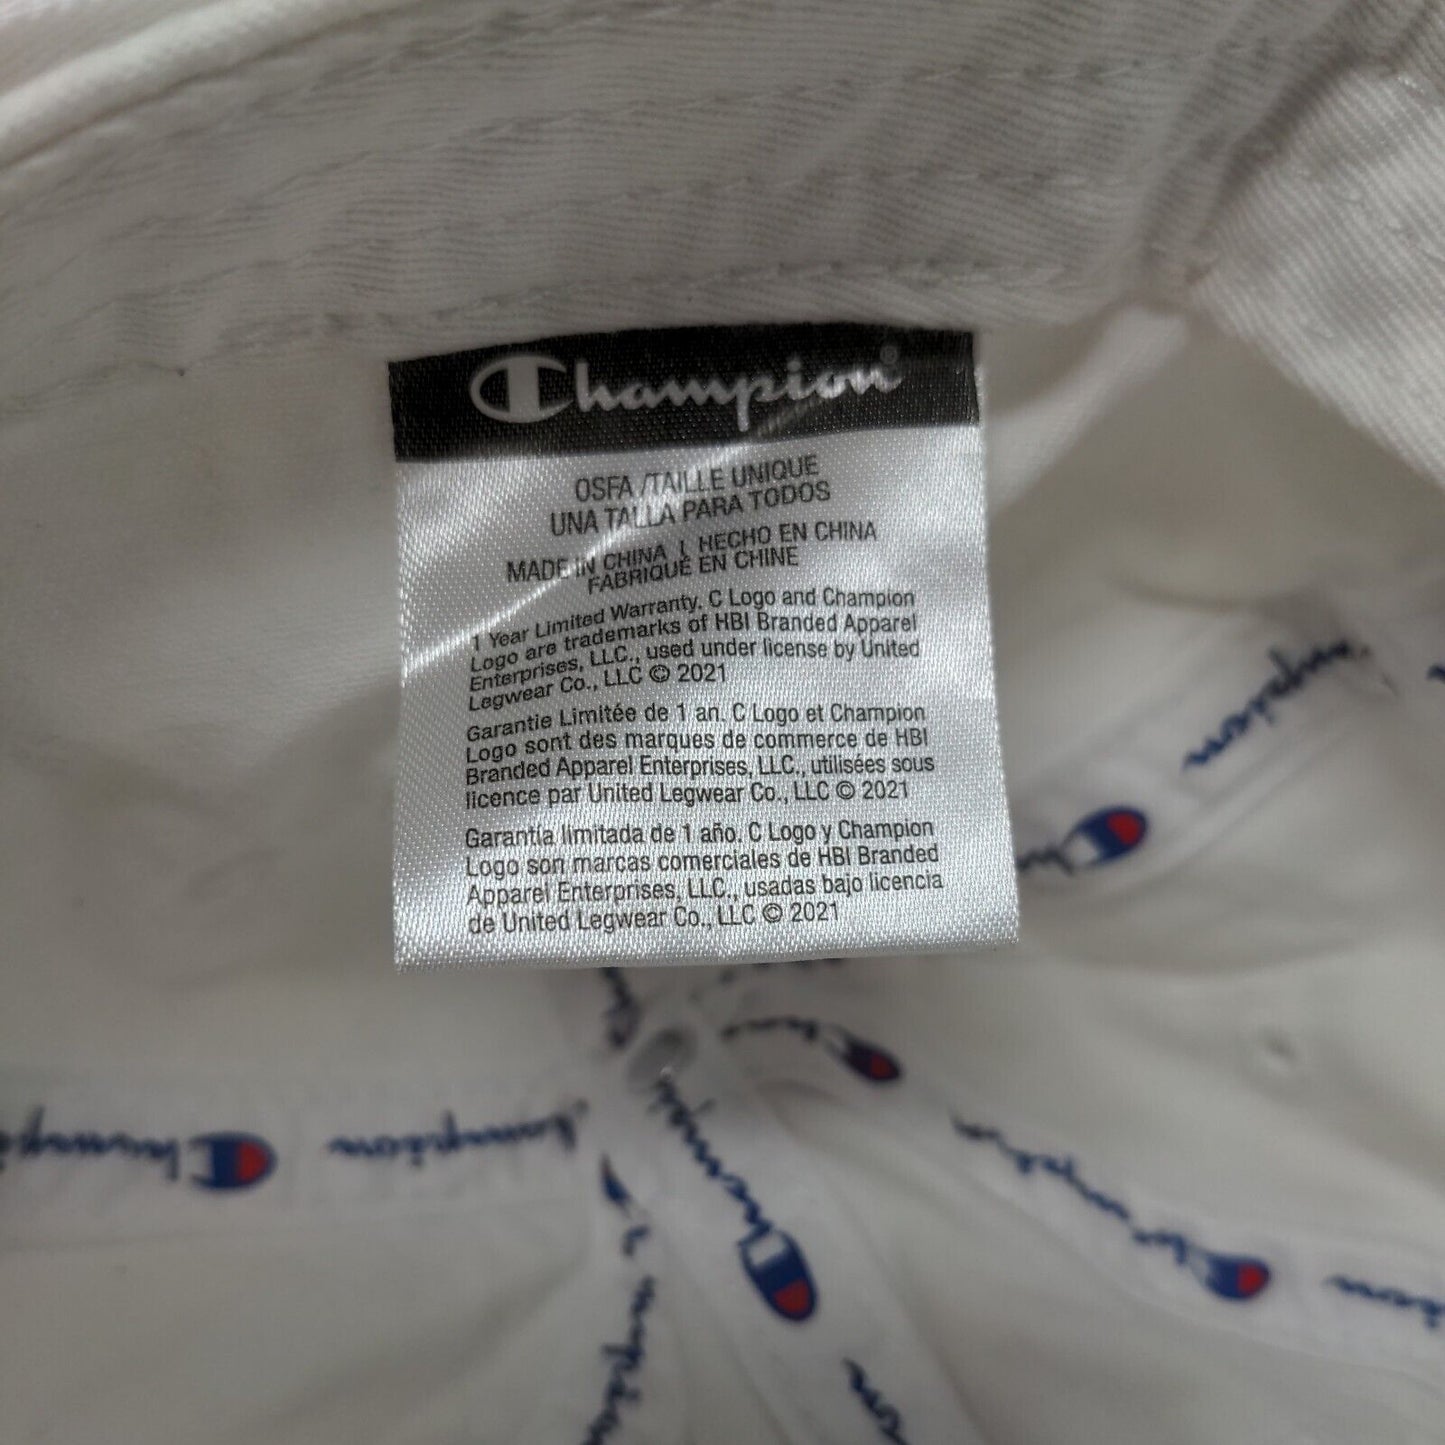 Champion®
OSFA /TAILLE UNIQUE
UNA TALLA PARA TODOS
MADE IN CHINA | HECHO EN CHINA
FABRIQUÉ EN CHINE
1 Year Limited Warranty. C Logo and Champion
Logo are trademarks of HBI Branded Apparel
Enterprises, LLC., used under license by United
Legwear Co., LLC © 2021
Garantie Limitée de 1 an. C Logo et Champion
Logo sont des marques de commerce de HBI
Branded Apparel Enterprises, LLC., utilisées sous
licence par United Legwear Co., LLC © 2021
Garantía limitada de 1 año. C Logo y Champion
Logo son marcas comerciales de HBI Branded
Apparel Enterprises, LLC., usadas bajo licencia
de United Legwear Co., LLC © 2021
Champion
Champion
Champion
Champion